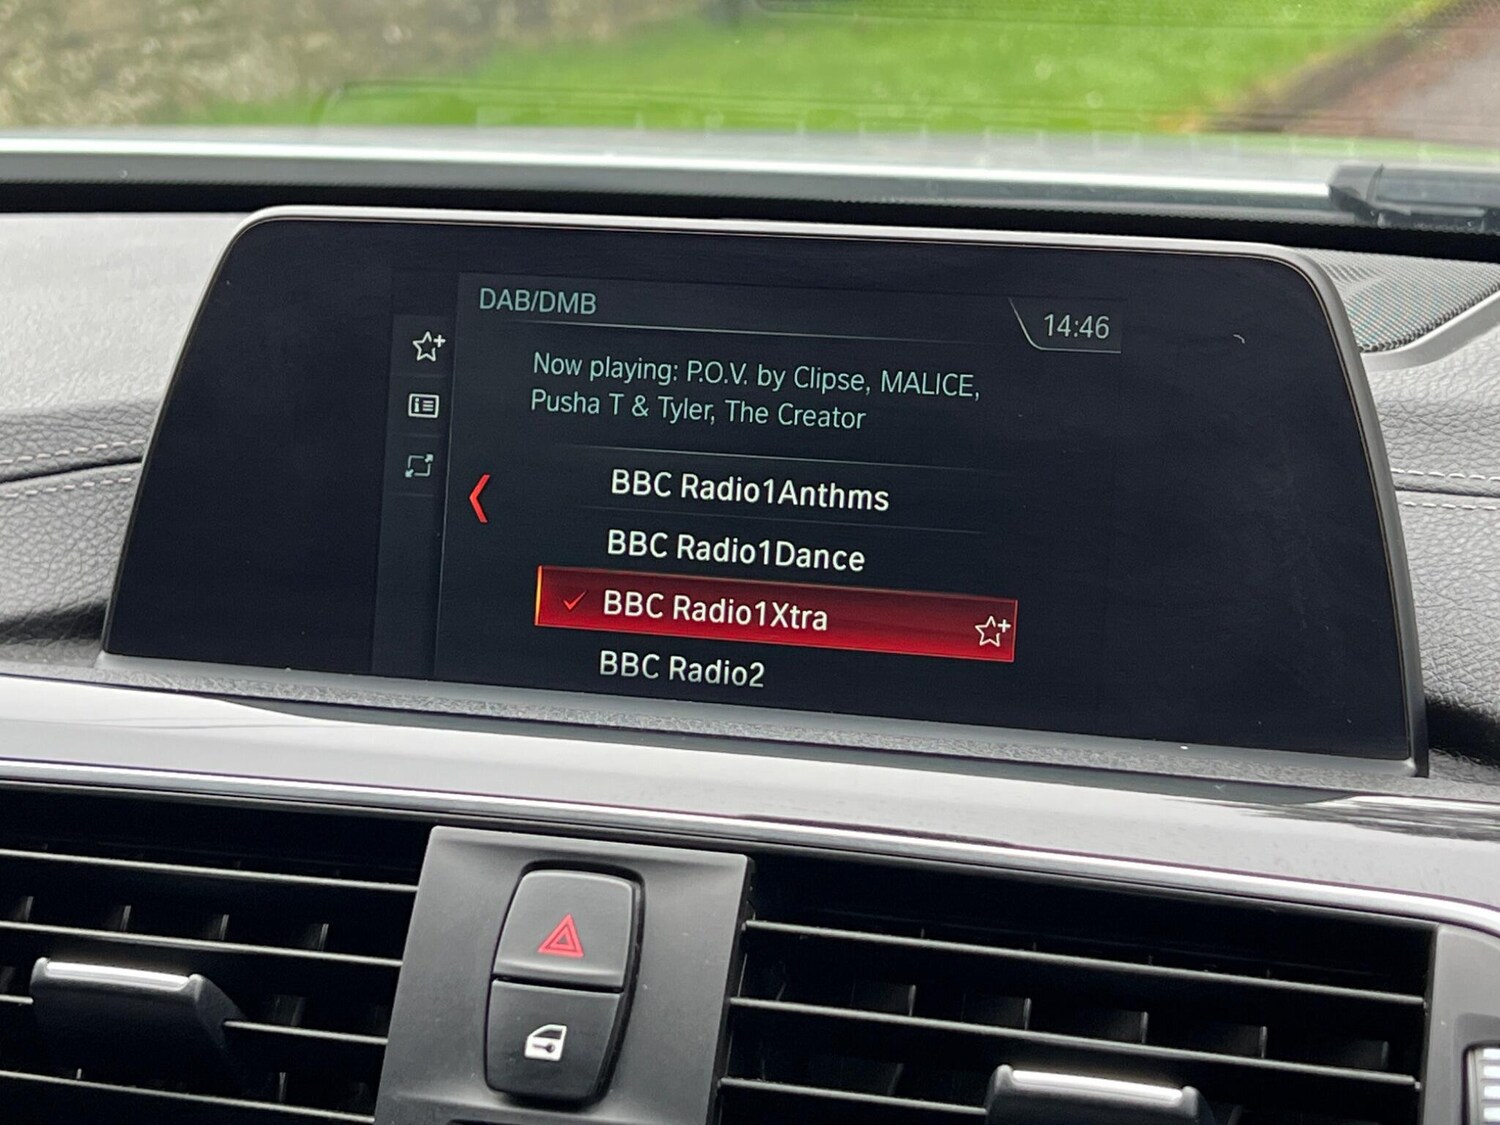 DAB/DMB
14:46
Now playing: P.O.V. by Clipse, MALICE,
Pusha T & Tyler, The Creator
BBC Radio1Anthms
BBC Radio1Dance
BBC Radio1Xtra
BBC Radio2